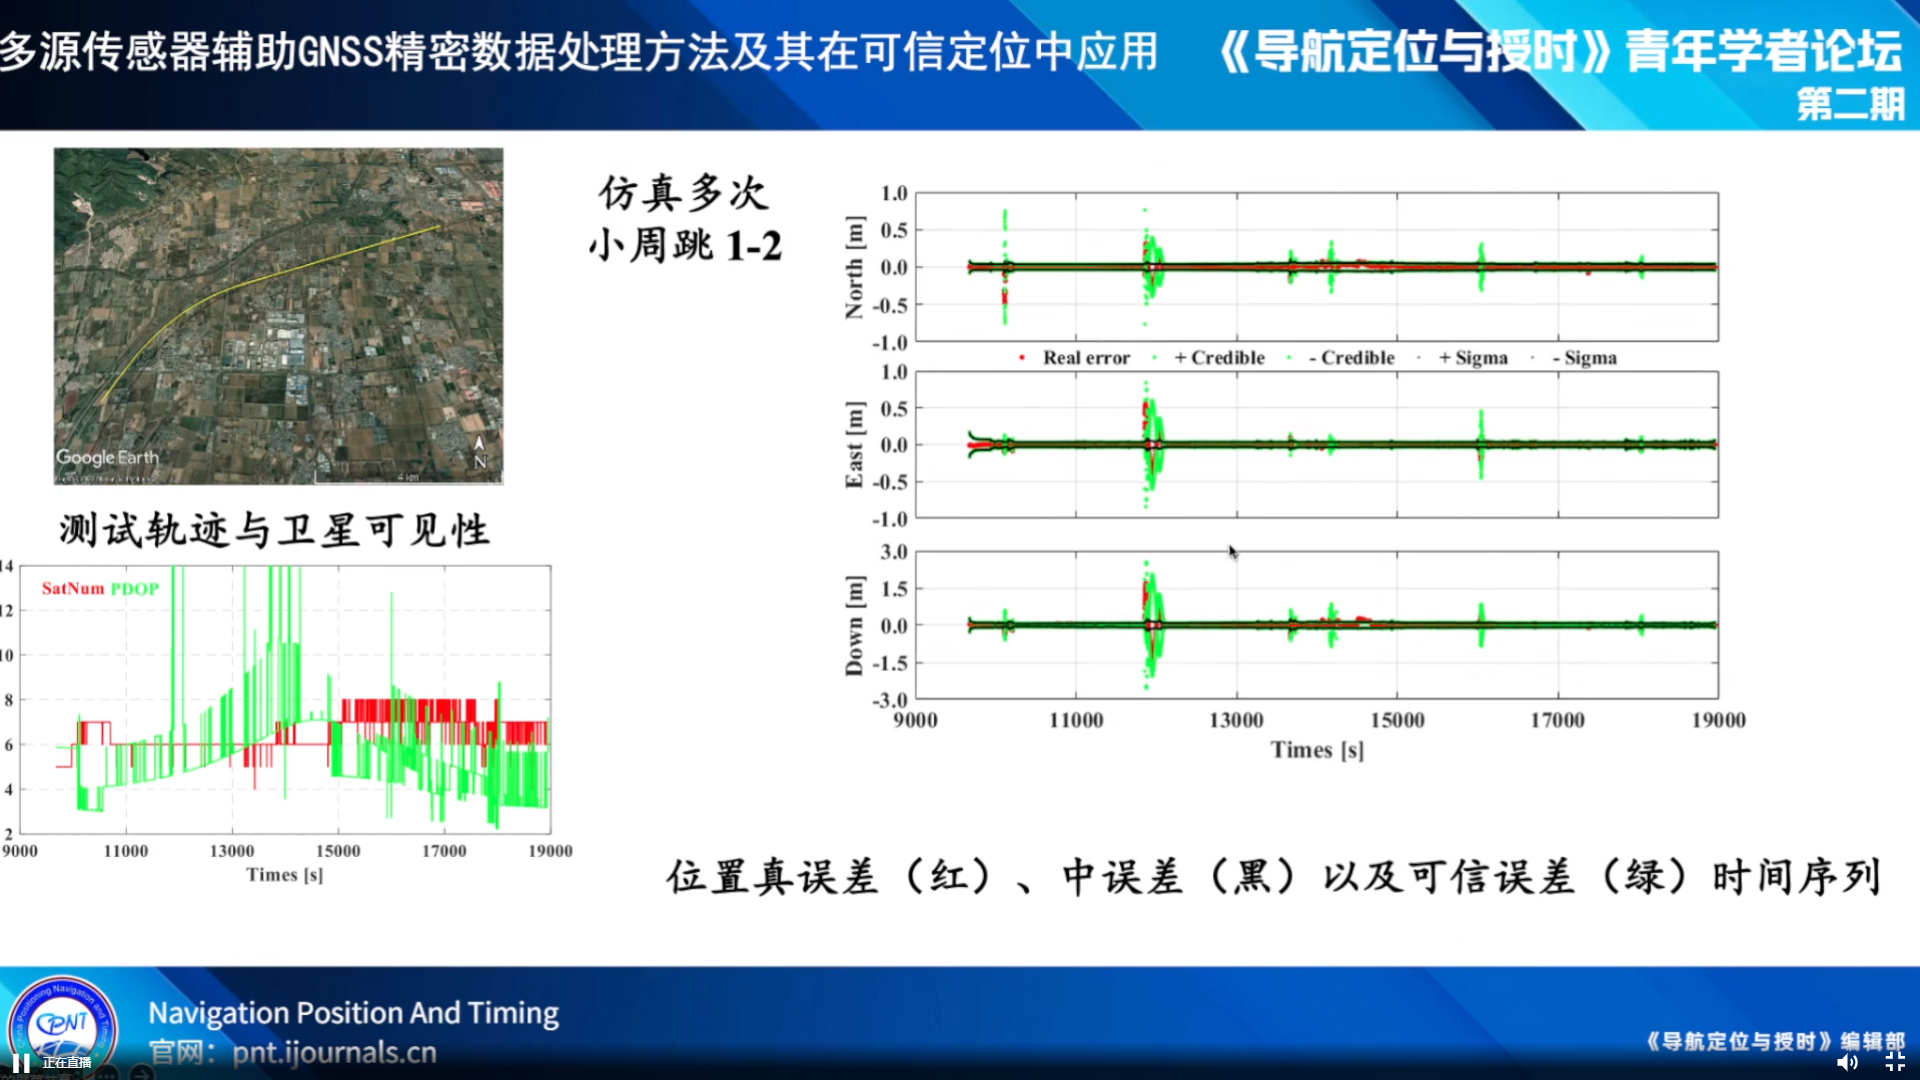 多源传感器辅助GNSS精密数据处理方法及其在可信定位中应用
《导航定位与授时》青年学者论坛
第二期
仿真多次
小周跳 1-2
Google Earth
N
4 km
测试轨迹与卫星可见性
14
12
10
8
6
4
2
SatNum PDOP
9000 11000 13000 15000 17000 19000
Times [s]
1.0
0.5
0.0
-0.5
-1.0
North [m]
Real error + Credible - Credible + Sigma - Sigma
1.0
0.5
0.0
-0.5
-1.0
East [m]
3.0
1.5
0.0
-1.5
-3.0
Down [m]
9000 11000 13000 15000 17000 19000
Times [s]
位置真误差（红）、中误差（黑）以及可信误差（绿）时间序列
CPNT
Navigation Position And Timing
官网：pnt.ijournals.cn
正在直播
《导航定位与授时》编辑部